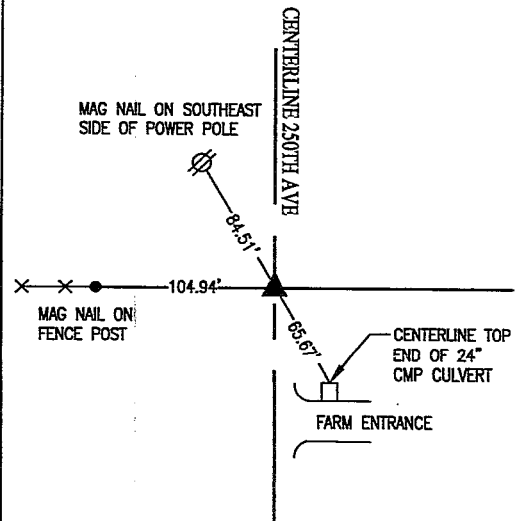 CENTERLINE 250TH AVE
MAG NAIL ON SOUTHEAST
SIDE OF POWER POLE
84.51'
104.94'
MAG NAIL ON
FENCE POST
65.67'
CENTERLINE TOP
END OF 24"
CMP CULVERT
FARM ENTRANCE